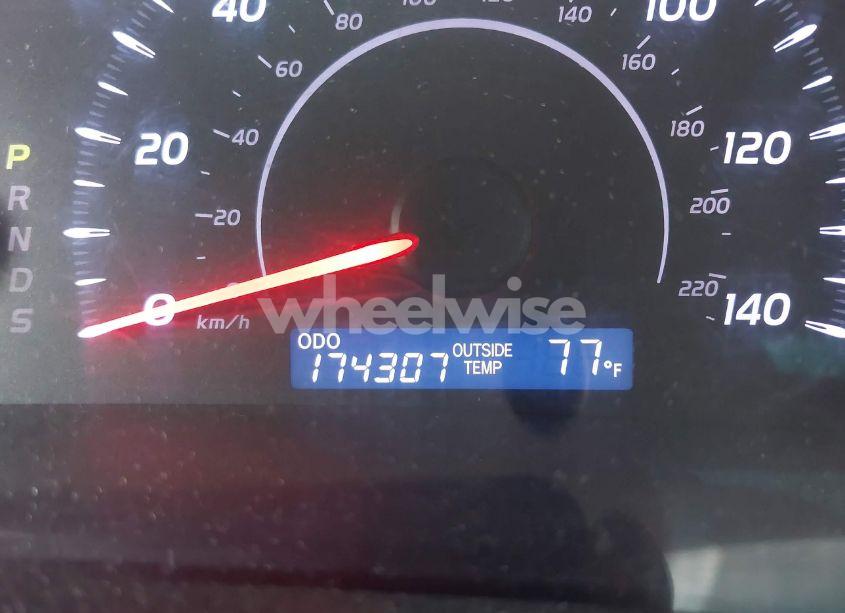 40 80 100 120 140 100
60 160
P 20 40 180 120
R
20 200
N
D 0 220 140
S km/h
wheelwise
ODO 174307 OUTSIDE TEMP 77°F